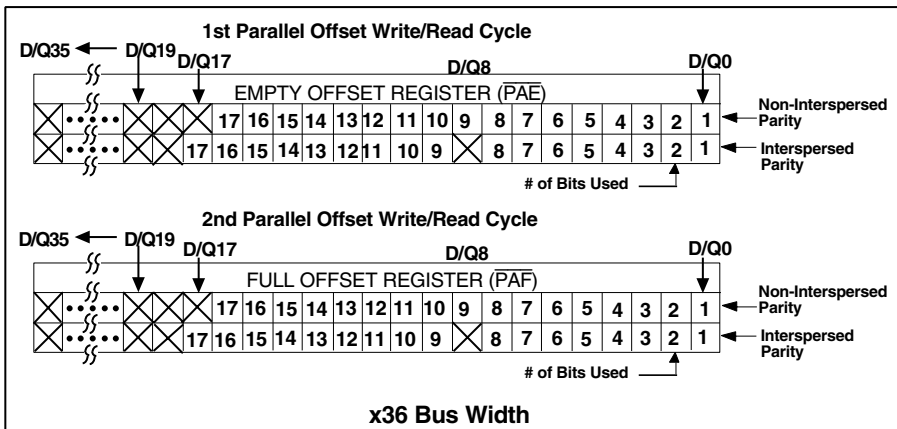 1st Parallel Offset Write/Read Cycle
D/Q35 D/Q19 D/Q17 D/Q8 D/Q0
EMPTY OFFSET REGISTER (PAE)
17 16 15 14 13 12 11 10 9 8 7 6 5 4 3 2 1 Non-Interspersed Parity
17 16 15 14 13 12 11 10 9 8 7 6 5 4 3 2 1 Interspersed Parity
# of Bits Used
2nd Parallel Offset Write/Read Cycle
D/Q35 D/Q19 D/Q17 D/Q8 D/Q0
FULL OFFSET REGISTER (PAF)
17 16 15 14 13 12 11 10 9 8 7 6 5 4 3 2 1 Non-Interspersed Parity
17 16 15 14 13 12 11 10 9 8 7 6 5 4 3 2 1 Interspersed Parity
# of Bits Used
x36 Bus Width